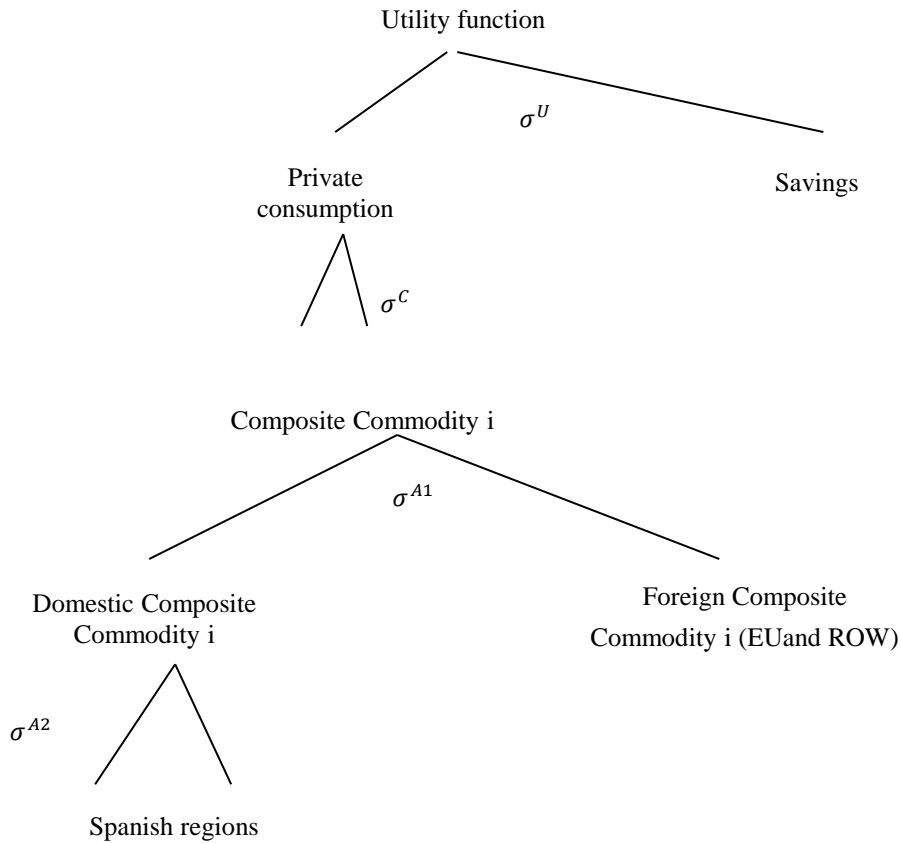 Utility function
σ^U
Private
consumption
Savings
σ^C
Composite Commodity i
σ^A1
Domestic Composite
Commodity i
Foreign Composite
Commodity i (EUand ROW)
σ^A2
Spanish regions